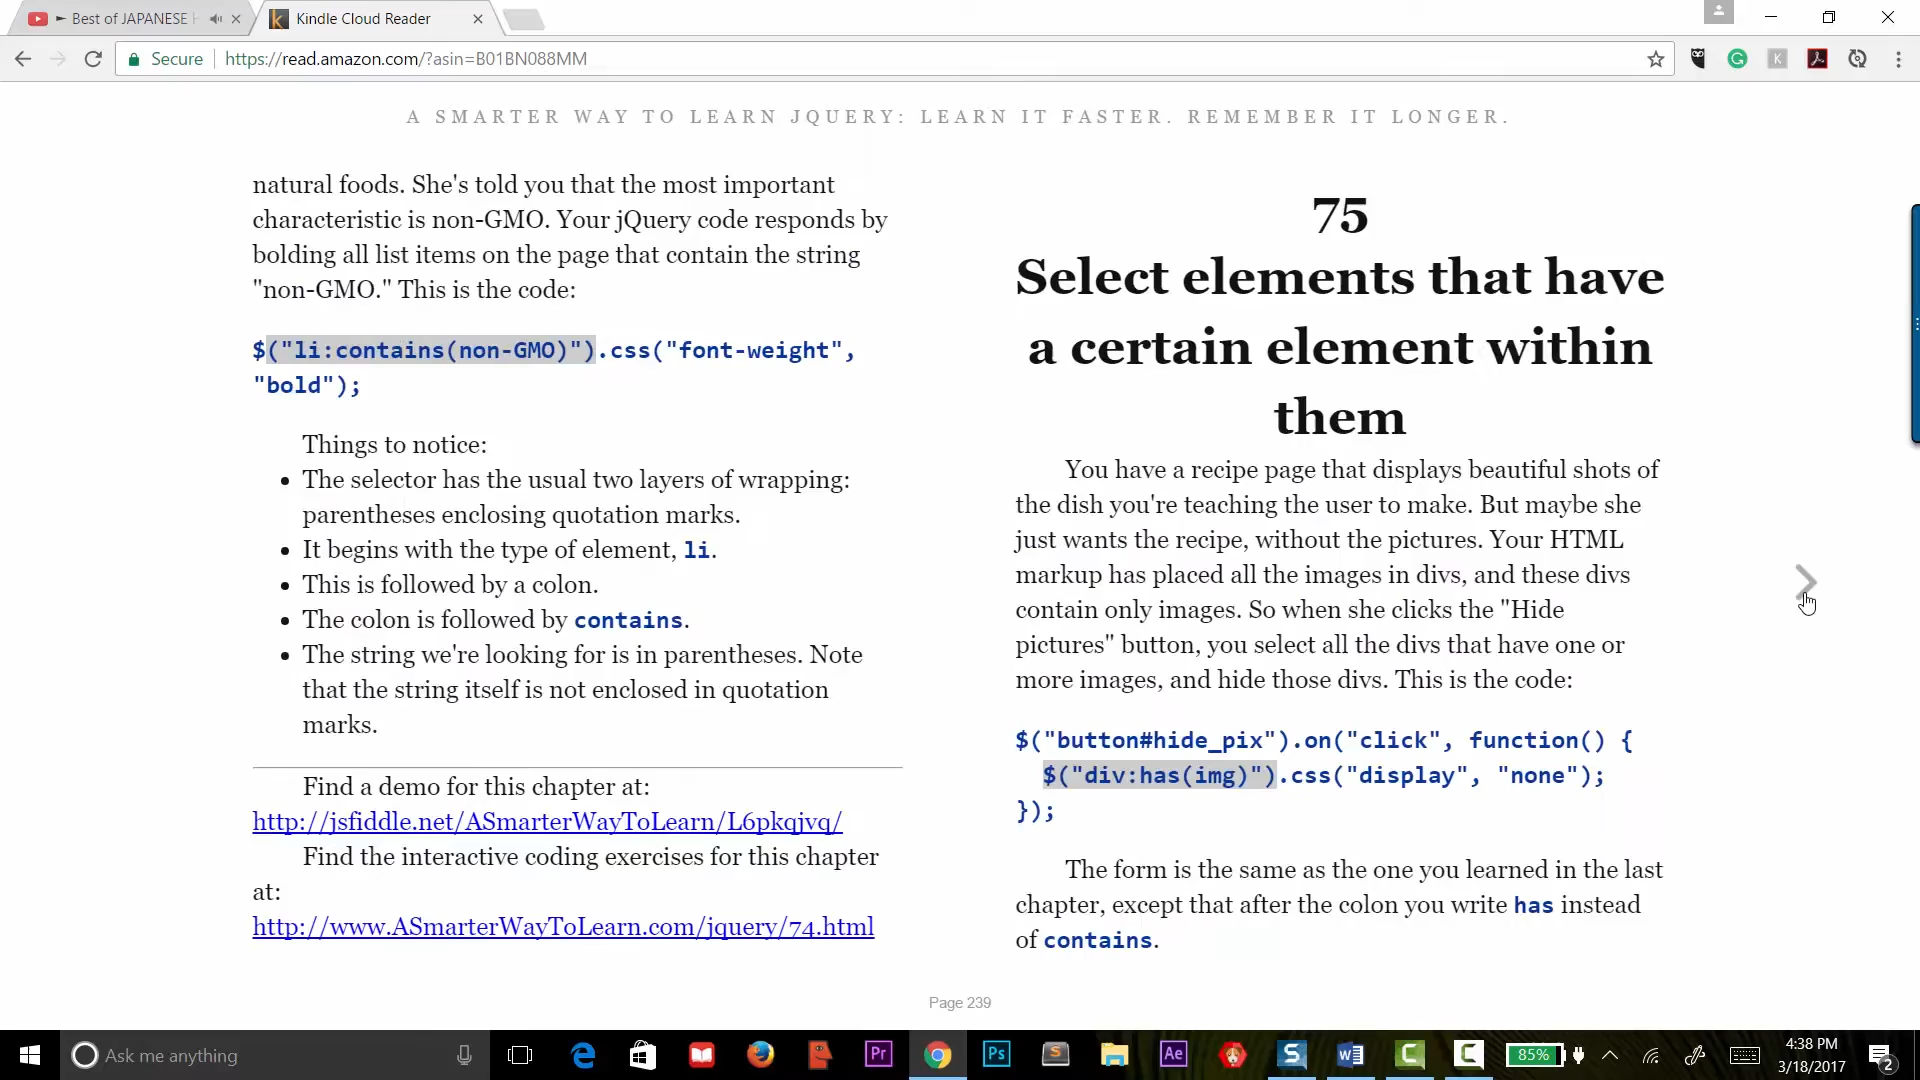 ► Best of JAPANESE
Kindle Cloud Reader
Secure
https://read.amazon.com/?asin=B01BN088MM
A SMARTER WAY TO LEARN JQUERY: LEARN IT FASTER. REMEMBER IT LONGER.
natural foods. She's told you that the most important
characteristic is non-GMO. Your jQuery code responds by
bolding all list items on the page that contain the string
"non-GMO." This is the code:
$("li:contains(non-GMO)").css("font-weight",
"bold");
Things to notice:
• The selector has the usual two layers of wrapping:
parentheses enclosing quotation marks.
• It begins with the type of element, li.
• This is followed by a colon.
• The colon is followed by contains.
• The string we're looking for is in parentheses. Note
that the string itself is not enclosed in quotation
marks.
Find a demo for this chapter at:
http://jsfiddle.net/ASmarterWayToLearn/L6pkqjvq/
Find the interactive coding exercises for this chapter
at:
http://www.ASmarterWayToLearn.com/jquery/74.html
75
Select elements that have
a certain element within
them
You have a recipe page that displays beautiful shots of
the dish you're teaching the user to make. But maybe she
just wants the recipe, without the pictures. Your HTML
markup has placed all the images in divs, and these divs
contain only images. So when she clicks the "Hide
pictures" button, you select all the divs that have one or
more images, and hide those divs. This is the code:
$("button#hide_pix").on("click", function() {
$("div:has(img)").css("display", "none");
});
The form is the same as the one you learned in the last
chapter, except that after the colon you write has instead
of contains.
Page 239
Ask me anything
Pr
Ps
S
Ae
S
W
C
C
85%
4:38 PM
3/18/2017
2